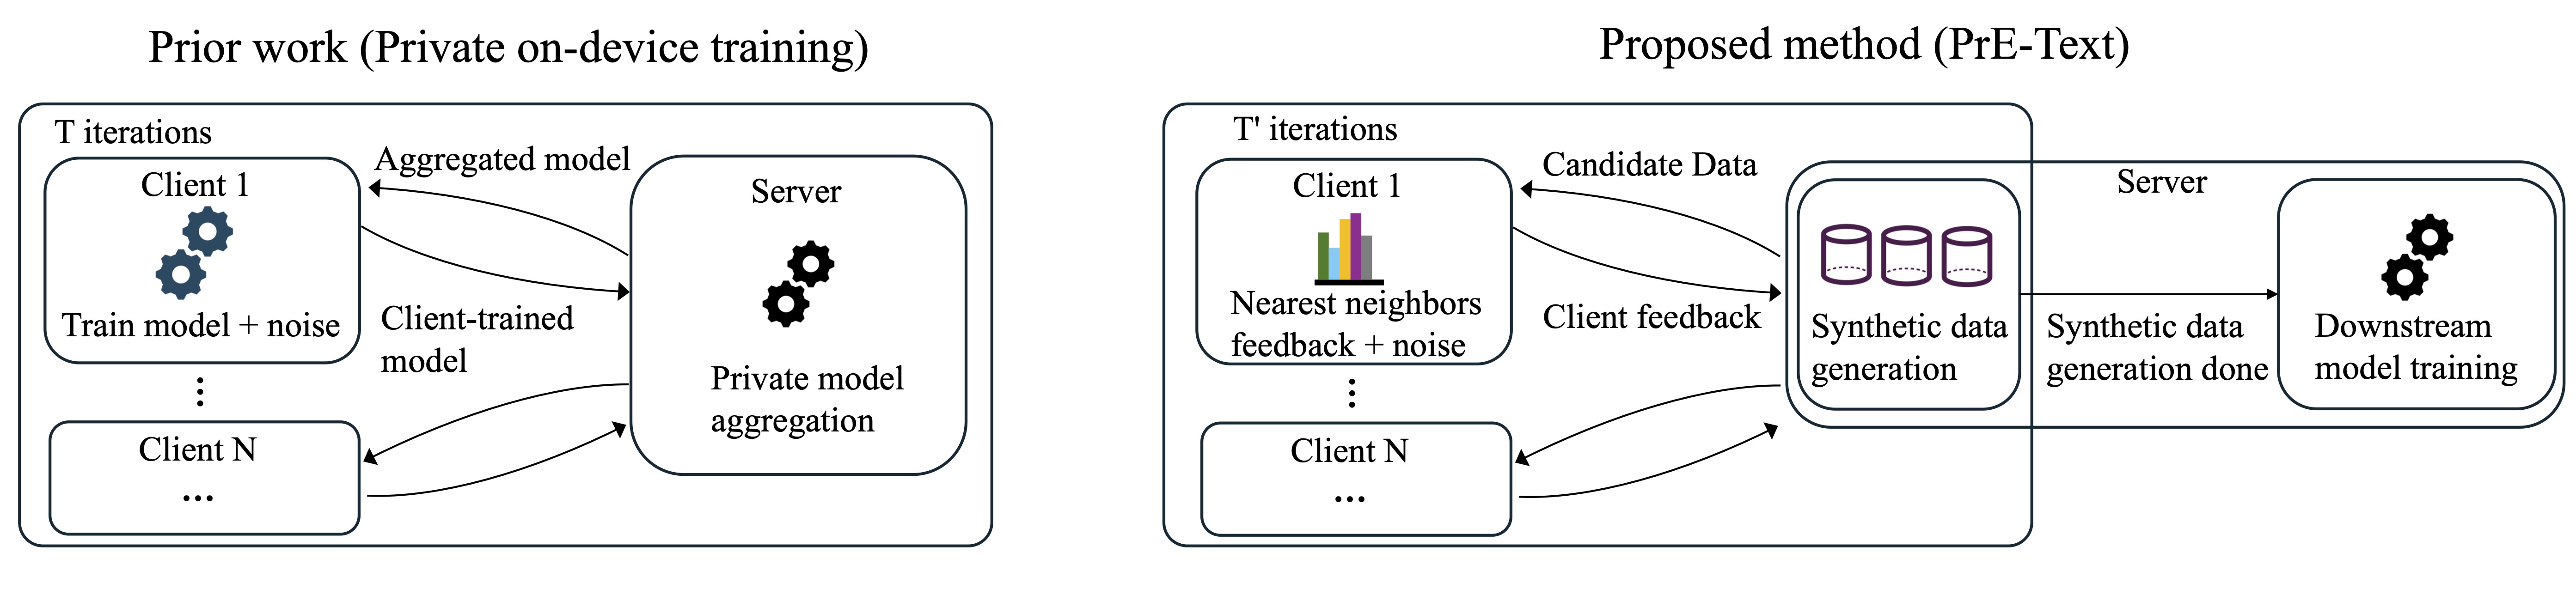 Prior work (Private on-device training)
T iterations
Client 1
Train model + noise
Aggregated model
Client-trained
model
Server
Private model
aggregation
⋮
Client N
...
Proposed method (PrE-Text)
T' iterations
Client 1
Nearest neighbors
feedback + noise
Candidate Data
Client feedback
⋮
Client N
...
Server
Synthetic data
generation
Synthetic data
generation done
Downstream
model training